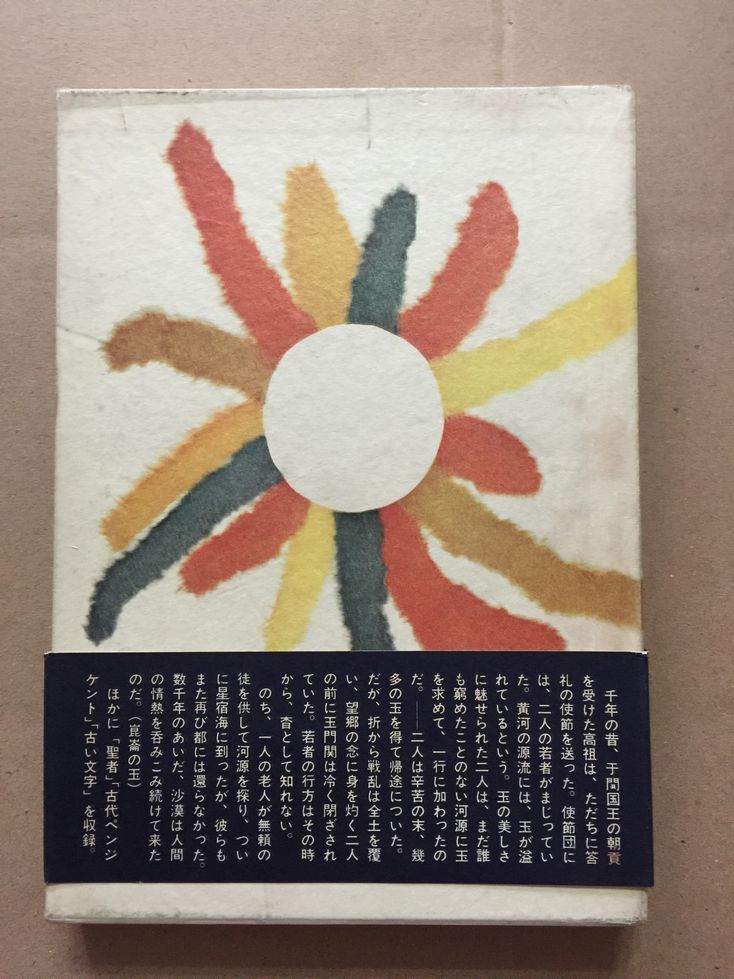 千年の昔、于闐国王の朝貢
を受けた高祖は、ただちに答
礼の使節を送った。使節団に
は、二人の若者がまじってい
た。黄河の源流には、玉が溢
れているという。玉の美しさ
に魅せられた二人は、まだ誰
も窮めたことのない河源に玉
を求めて、一行に加わったの
だ。――二人は辛苦の末、幾
多の玉を得て帰途についた。
だが、折から戦乱は全土を覆
い、望郷の念に身を灼く二人
の前に玉門関は冷く閉ざされ
ていた。若者の行方はその時
から、杳として知れない。
のち、一人の老人が無頼の
徒を供して河源を探り、つい
に星宿海に到ったが、彼らも
また再び都には還らなかった。
数千年のあいだ、沙漠は人間
の情熱を呑みこみ続けて来た
のだ。（崑崙の玉）
ほかに「聖者」「古代ペンジ
ケント」「古い文字」を収録。